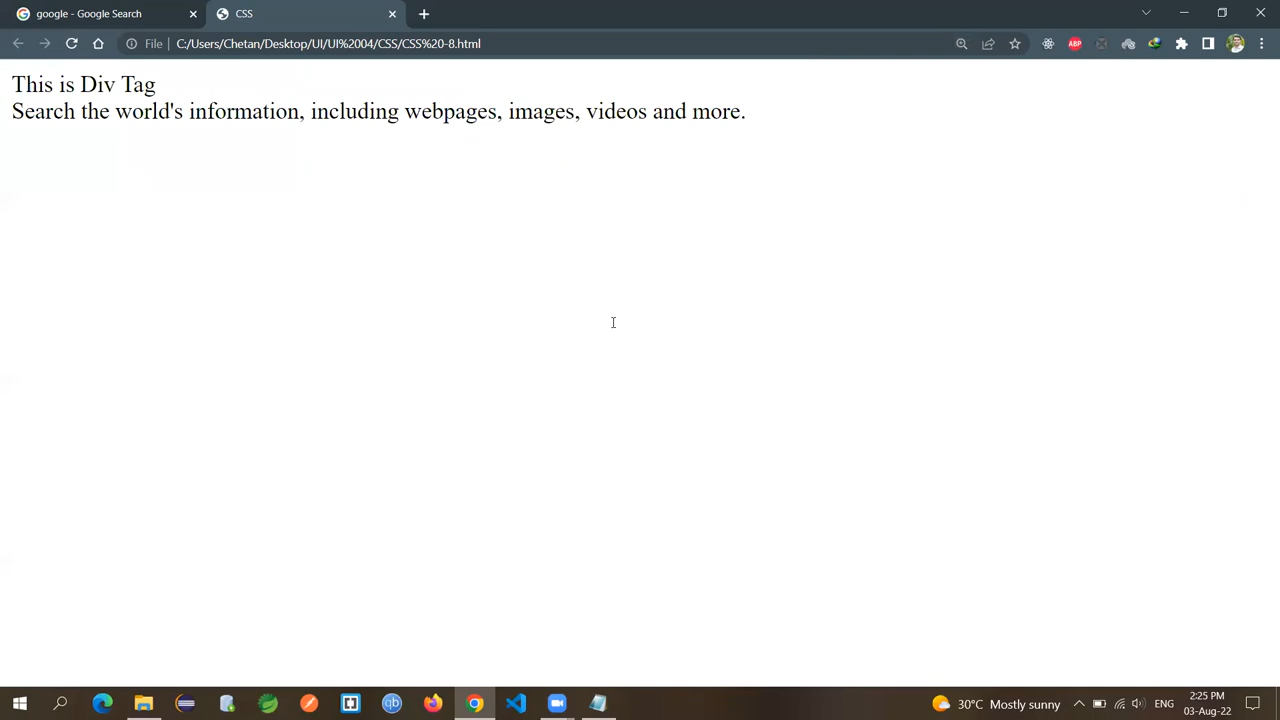 google - Google Search
CSS
File
C:/Users/Chetan/Desktop/UI/UI%2004/CSS/CSS%20-8.html
ABP
This is Div Tag
Search the world's information, including webpages, images, videos and more.
qb
30°C Mostly sunny
ENG
2:25 PM
03-Aug-22